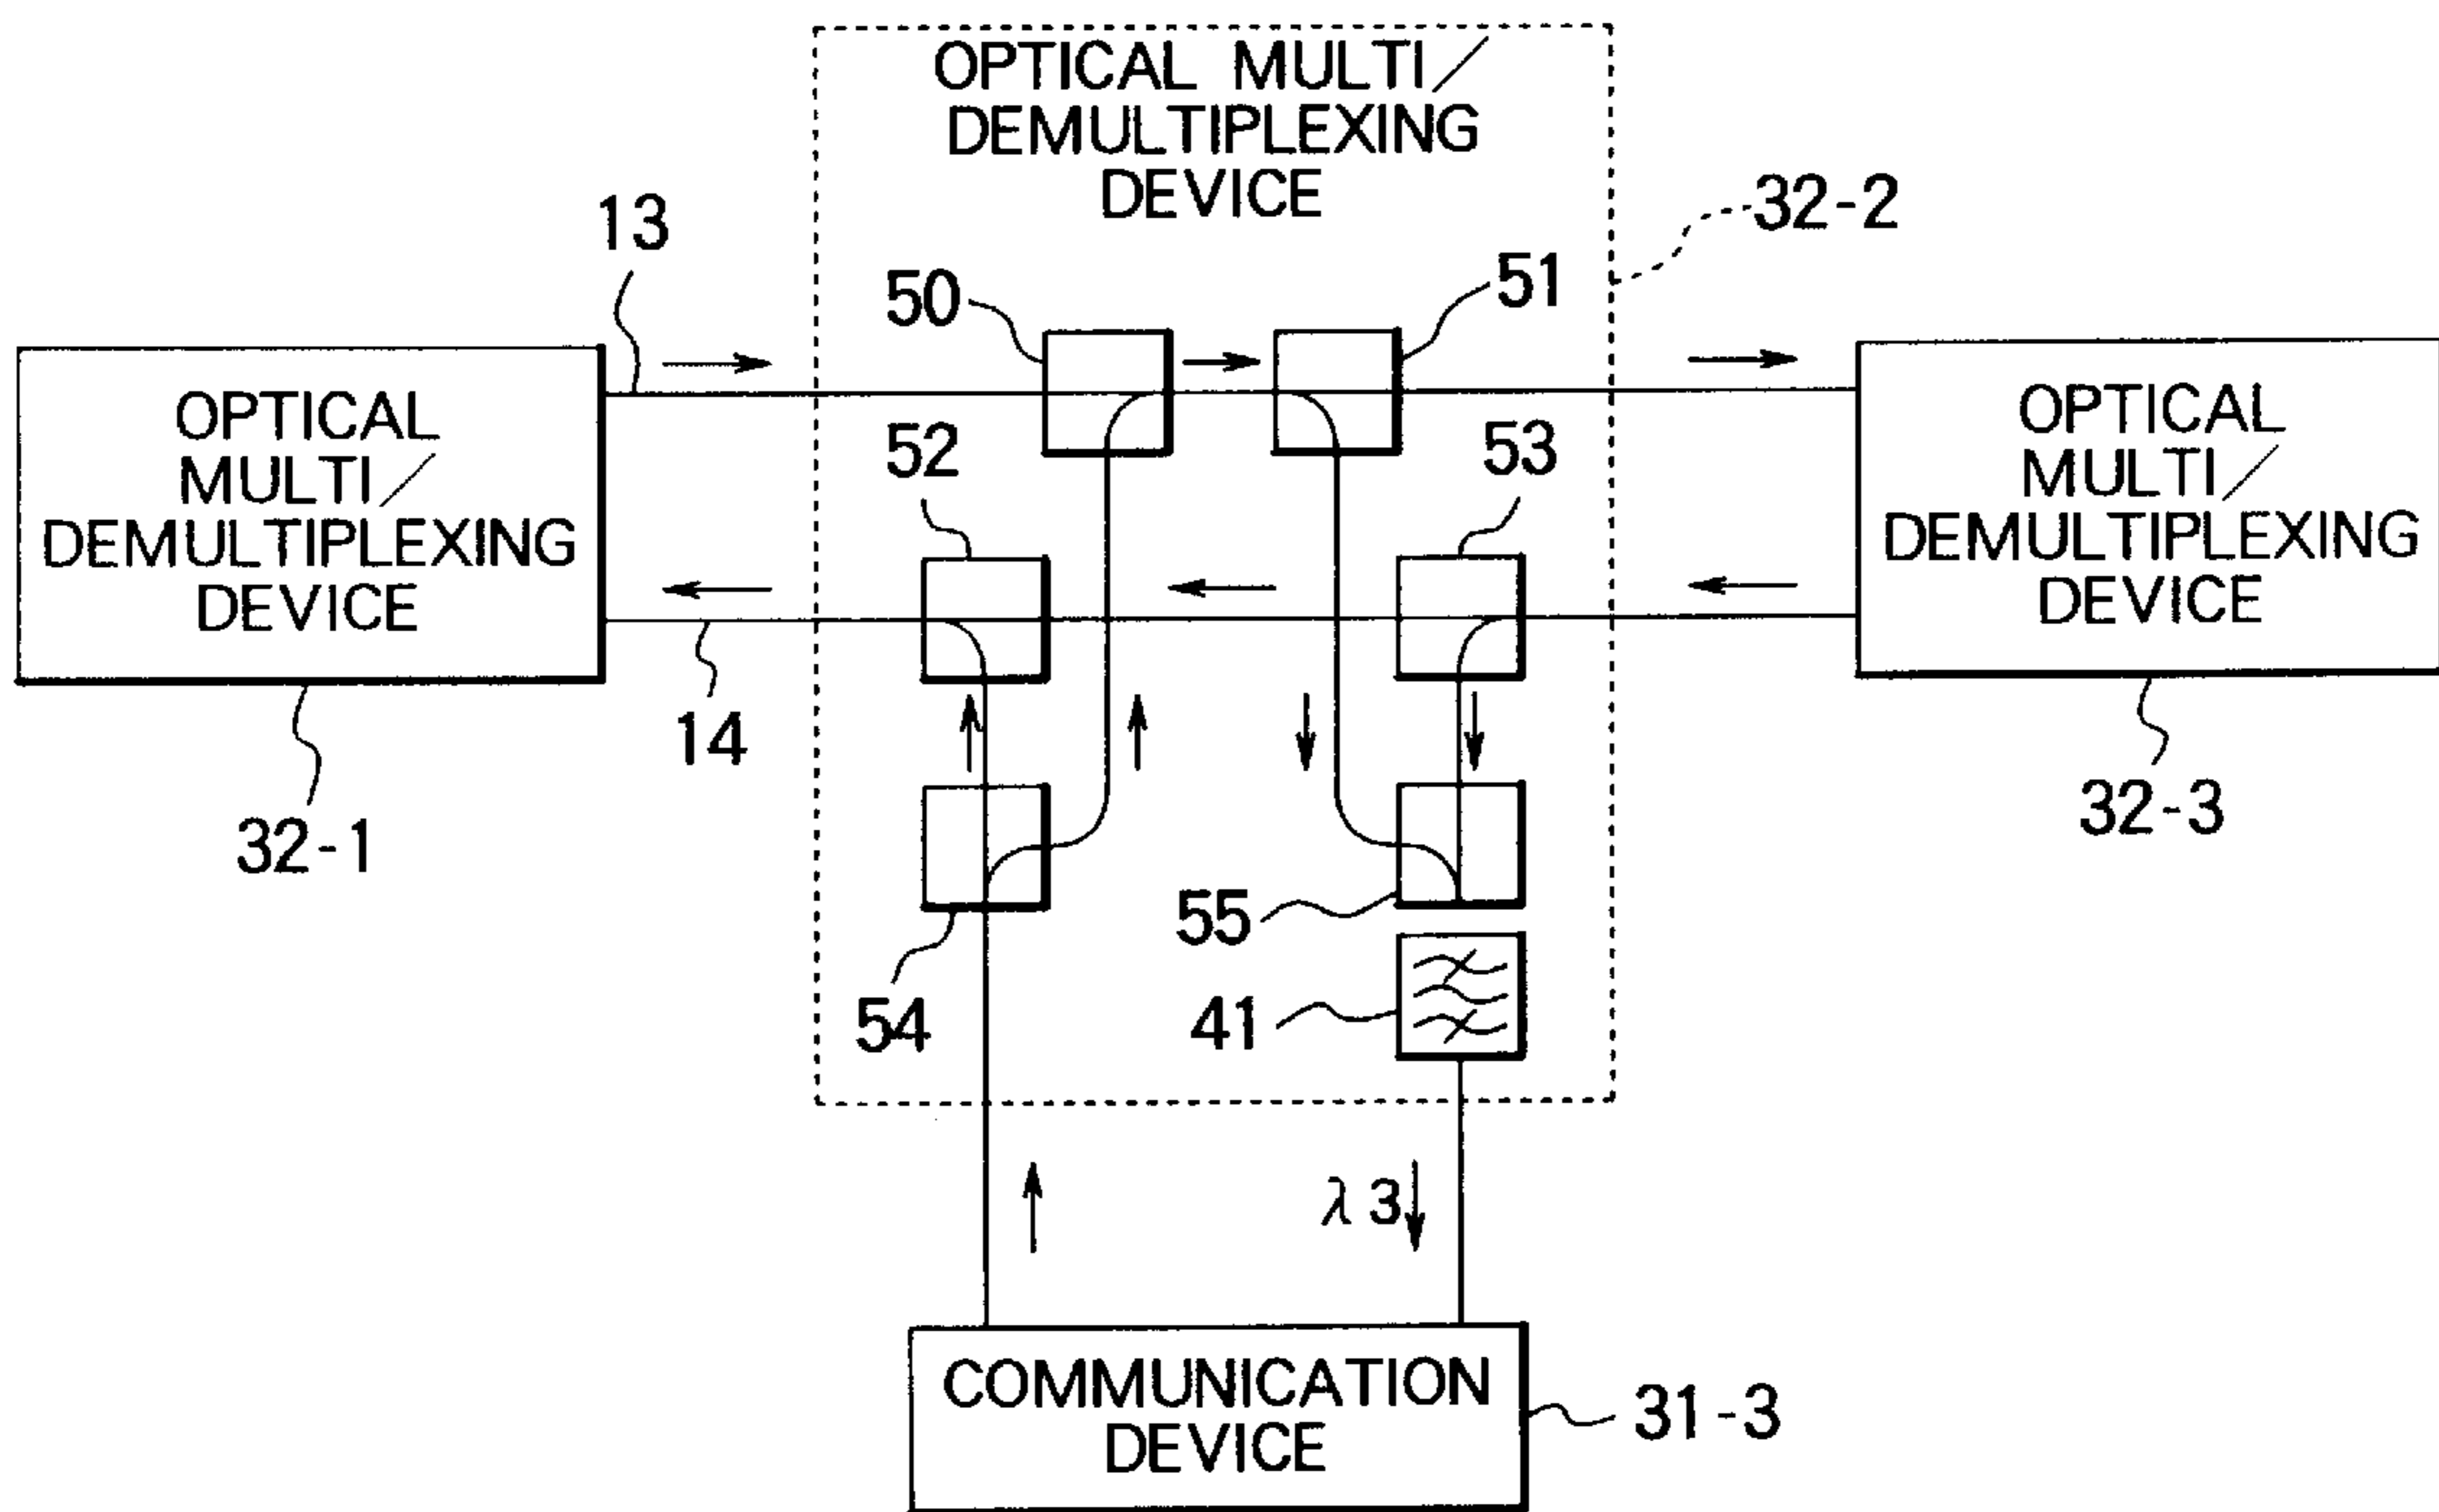 OPTICAL MULTI/
DEMULTIPLEXING
DEVICE
32-2
13
50
51
OPTICAL
MULTI/
DEMULTIPLEXING
DEVICE
52
53
OPTICAL
MULTI/
DEMULTIPLEXING
DEVICE
14
32-1
32-3
55
54
41
λ3
COMMUNICATION
DEVICE
31-3